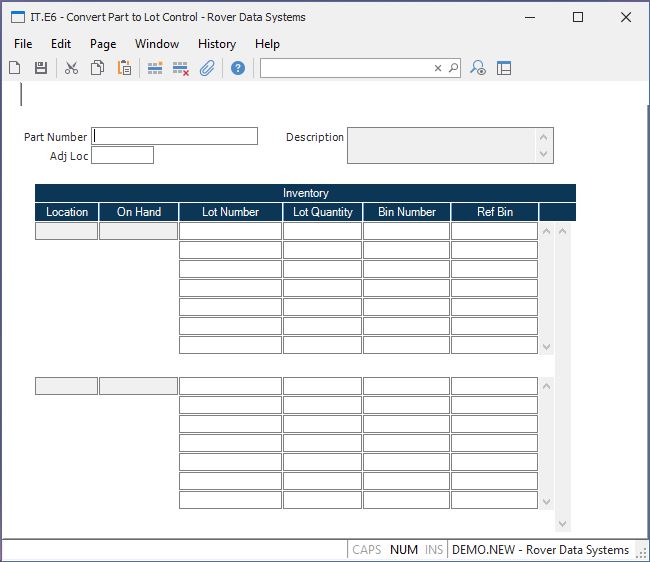 IT.E6 - Convert Part to Lot Control - Rover Data Systems
File Edit Page Window History Help
Part Number Description
Adj Loc
Inventory
Location On Hand Lot Number Lot Quantity Bin Number Ref Bin
CAPS NUM INS DEMO.NEW - Rover Data Systems